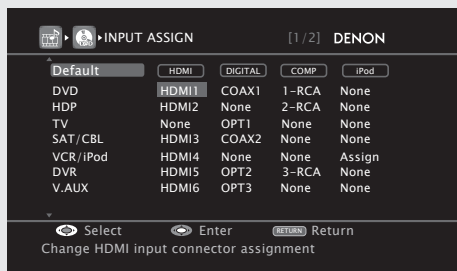 INPUT ASSIGN [1/2] DENON
Default HDMI DIGITAL COMP iPod
DVD HDMI1 COAX1 1-RCA None
HDP HDMI2 None 2-RCA None
TV None OPT1 None None
SAT/CBL HDMI3 COAX2 None None
VCR/iPod HDMI4 None None Assign
DVR HDMI5 OPT2 3-RCA None
V.AUX HDMI6 OPT3 None None
Select Enter RETURN Return
Change HDMI input connector assignment